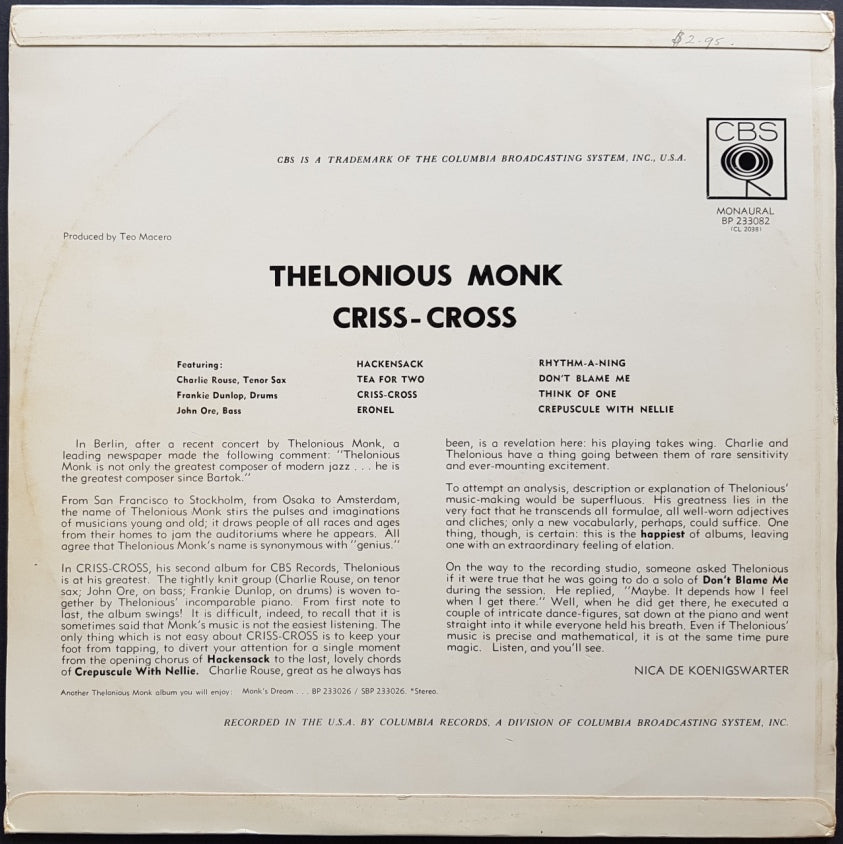 $2-95.
CBS IS A TRADEMARK OF THE COLUMBIA BROADCASTING SYSTEM, INC., U.S.A.
CBS
MONAURAL
BP 233082
(CL 2038)
Produced by Teo Macero
THELONIOUS MONK
CRISS-CROSS
Featuring:
Charlie Rouse, Tenor Sax
Frankie Dunlop, Drums
John Ore, Bass
HACKENSACK
TEA FOR TWO
CRISS-CROSS
ERONEL
RHYTHM-A-NING
DON'T BLAME ME
THINK OF ONE
CREPUSCULE WITH NELLIE
In Berlin, after a recent concert by Thelonious Monk, a
leading newspaper made the following comment: "Thelonious
Monk is not only the greatest composer of modern jazz . . . he is
the greatest composer since Bartok."
From San Francisco to Stockholm, from Osaka to Amsterdam,
the name of Thelonious Monk stirs the pulses and imaginations
of musicians young and old; it draws people of all races and ages
from their homes to jam the auditoriums where he appears. All
agree that Thelonious Monk's name is synonymous with "genius."
In CRISS-CROSS, his second album for CBS Records, Thelonious
is at his greatest. The tightly knit group (Charlie Rouse, on tenor
sax; John Ore, on bass; Frankie Dunlop, on drums) is woven to-
gether by Thelonious' incomparable piano. From first note to
last, the album swings! It is difficult, indeed, to recall that it is
sometimes said that Monk's music is not the easiest listening. The
only thing which is not easy about CRISS-CROSS is to keep your
foot from tapping, to divert your attention for a single moment
from the opening chorus of Hackensack to the last, lovely chords
of Crepuscule With Nellie. Charlie Rouse, great as he always has
been, is a revelation here: his playing takes wing. Charlie and
Thelonious have a thing going between them of rare sensitivity
and ever-mounting excitement.
To attempt an analysis, description or explanation of Thelonious'
music-making would be superfluous. His greatness lies in the
very fact that he transcends all formulae, all well-worn adjectives
and cliches; only a new vocabularly, perhaps, could suffice. One
thing, though, is certain: this is the happiest of albums, leaving
one with an extraordinary feeling of elation.
On the way to the recording studio, someone asked Thelonious
if it were true that he was going to do a solo of Don't Blame Me
during the session. He replied, "Maybe. It depends how I feel
when I get there." Well, when he did get there, he executed a
couple of intricate dance-figures, sat down at the piano and went
straight into it while everyone held his breath. Even if Thelonious'
music is precise and mathematical, it is at the same time pure
magic. Listen, and you'll see.
NICA DE KOENIGSWARTER
Another Thelonious Monk album you will enjoy: Monk's Dream . . . BP 233026 / SBP 233026. *Stereo.
RECORDED IN THE U.S.A. BY COLUMBIA RECORDS, A DIVISION OF COLUMBIA BROADCASTING SYSTEM, INC.